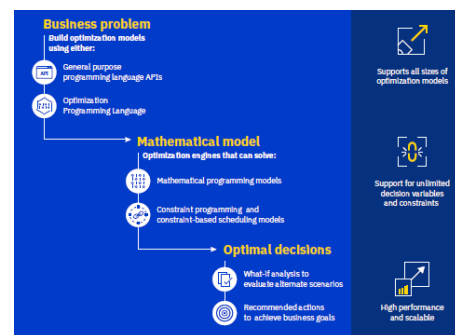 Business problem
Build optimization models
using either:
API
General purpose
programming language APIs
Optimization
Programming Language
Mathematical model
Optimization engines that can solve:
Mathematical programming models
Constraint programming and
constraint-based scheduling models
Optimal decisions
What-if analysis to
evaluate alternate scenarios
Recommended actions
to achieve business goals
Supports all sizes of
optimization models
Support for unlimited
decision variables
and constraints
High performance
and scalable